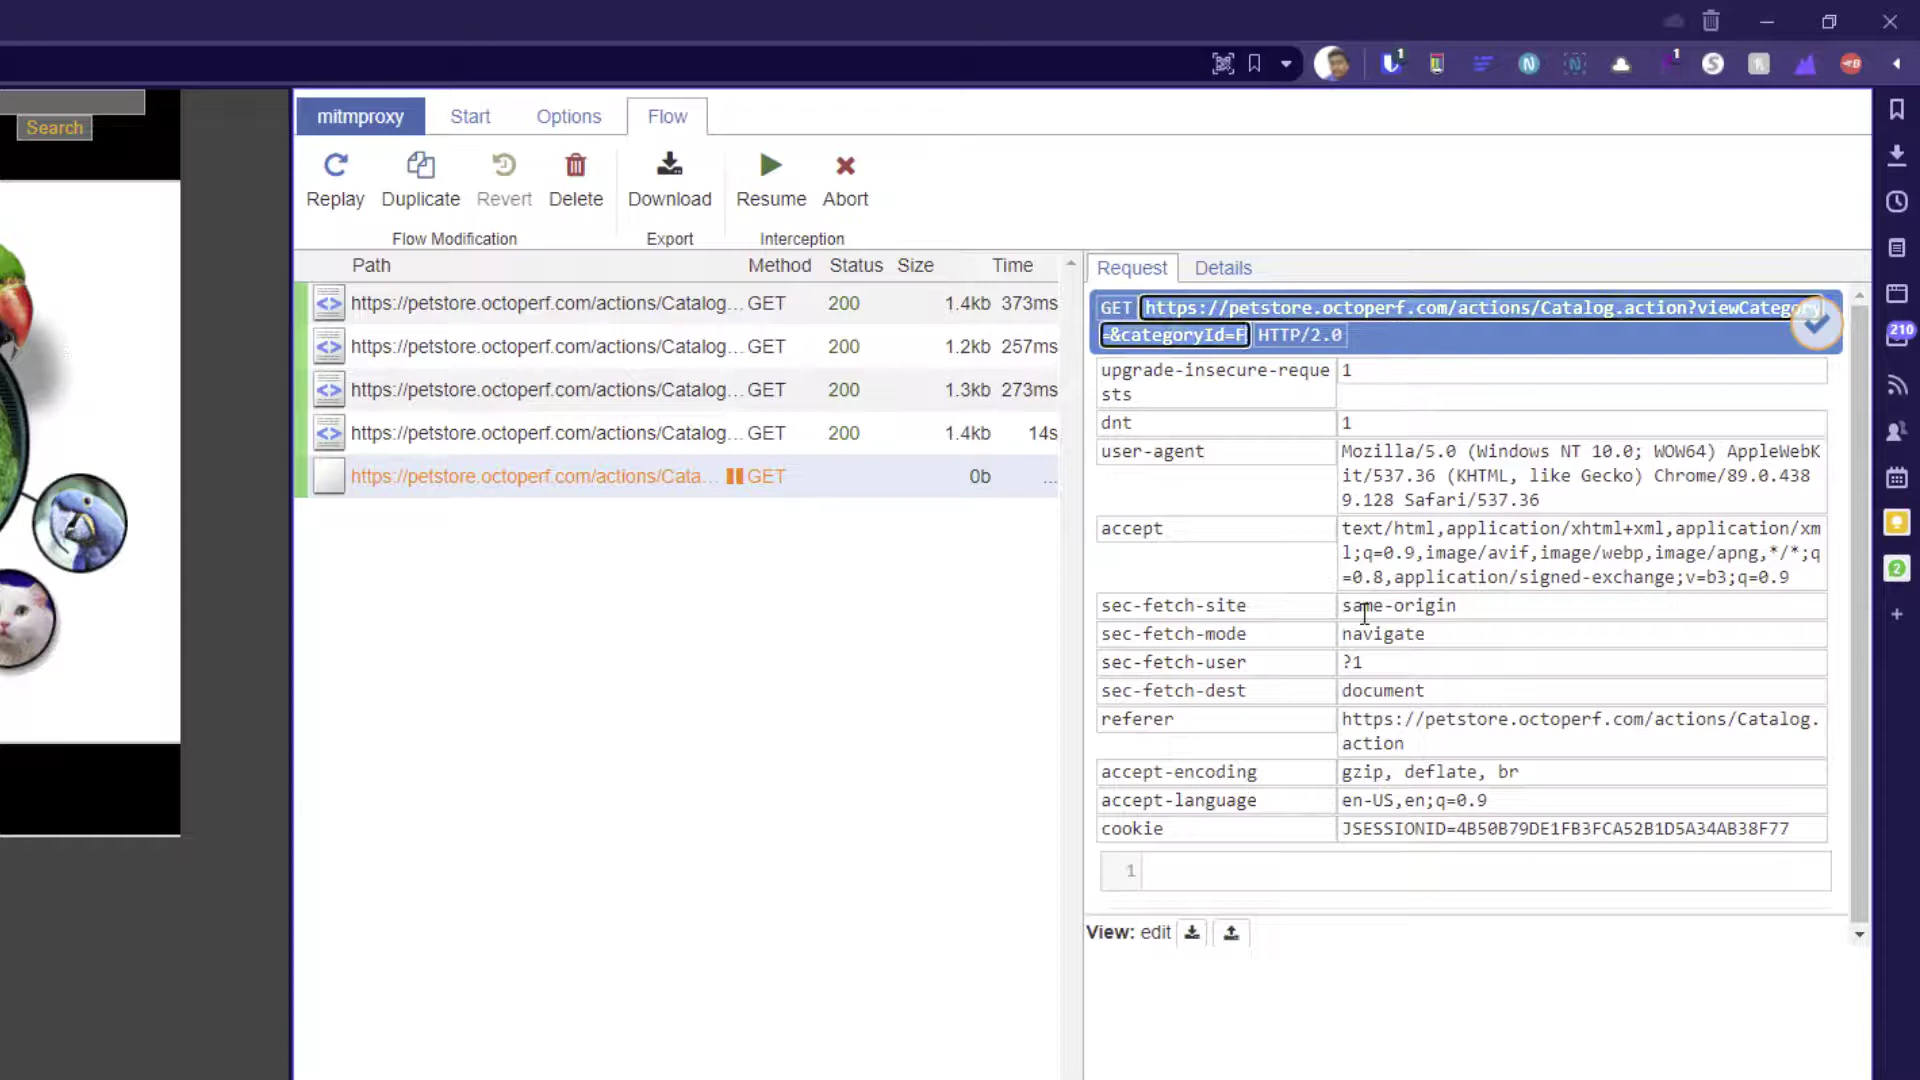 1
1
Search
mitmproxy Start Options Flow
Replay Duplicate Revert Delete Download Resume Abort
Flow Modification Export Interception
Path Method Status Size Time
https://petstore.octoperf.com/actions/Catalog... GET 200 1.4kb 373ms
https://petstore.octoperf.com/actions/Catalog... GET 200 1.2kb 257ms
https://petstore.octoperf.com/actions/Catalog... GET 200 1.3kb 273ms
https://petstore.octoperf.com/actions/Catalog... GET 200 1.4kb 14s
https://petstore.octoperf.com/actions/Cata... GET 0b ...
Request Details
GET https://petstore.octoperf.com/actions/Catalog.action?viewCategory
=&categoryId=F HTTP/2.0
upgrade-insecure-reque 1
sts
dnt 1
user-agent Mozilla/5.0 (Windows NT 10.0; WOW64) AppleWebK
it/537.36 (KHTML, like Gecko) Chrome/89.0.438
9.128 Safari/537.36
accept text/html,application/xhtml+xml,application/xm
l;q=0.9,image/avif,image/webp,image/apng,*/*;q
=0.8,application/signed-exchange;v=b3;q=0.9
sec-fetch-site same-origin
sec-fetch-mode navigate
sec-fetch-user ?1
sec-fetch-dest document
referer https://petstore.octoperf.com/actions/Catalog.
action
accept-encoding gzip, deflate, br
accept-language en-US,en;q=0.9
cookie JSESSIONID=4B50B79DE1FB3FCA52B1D5A34AB38F77
1
View: edit
210
2